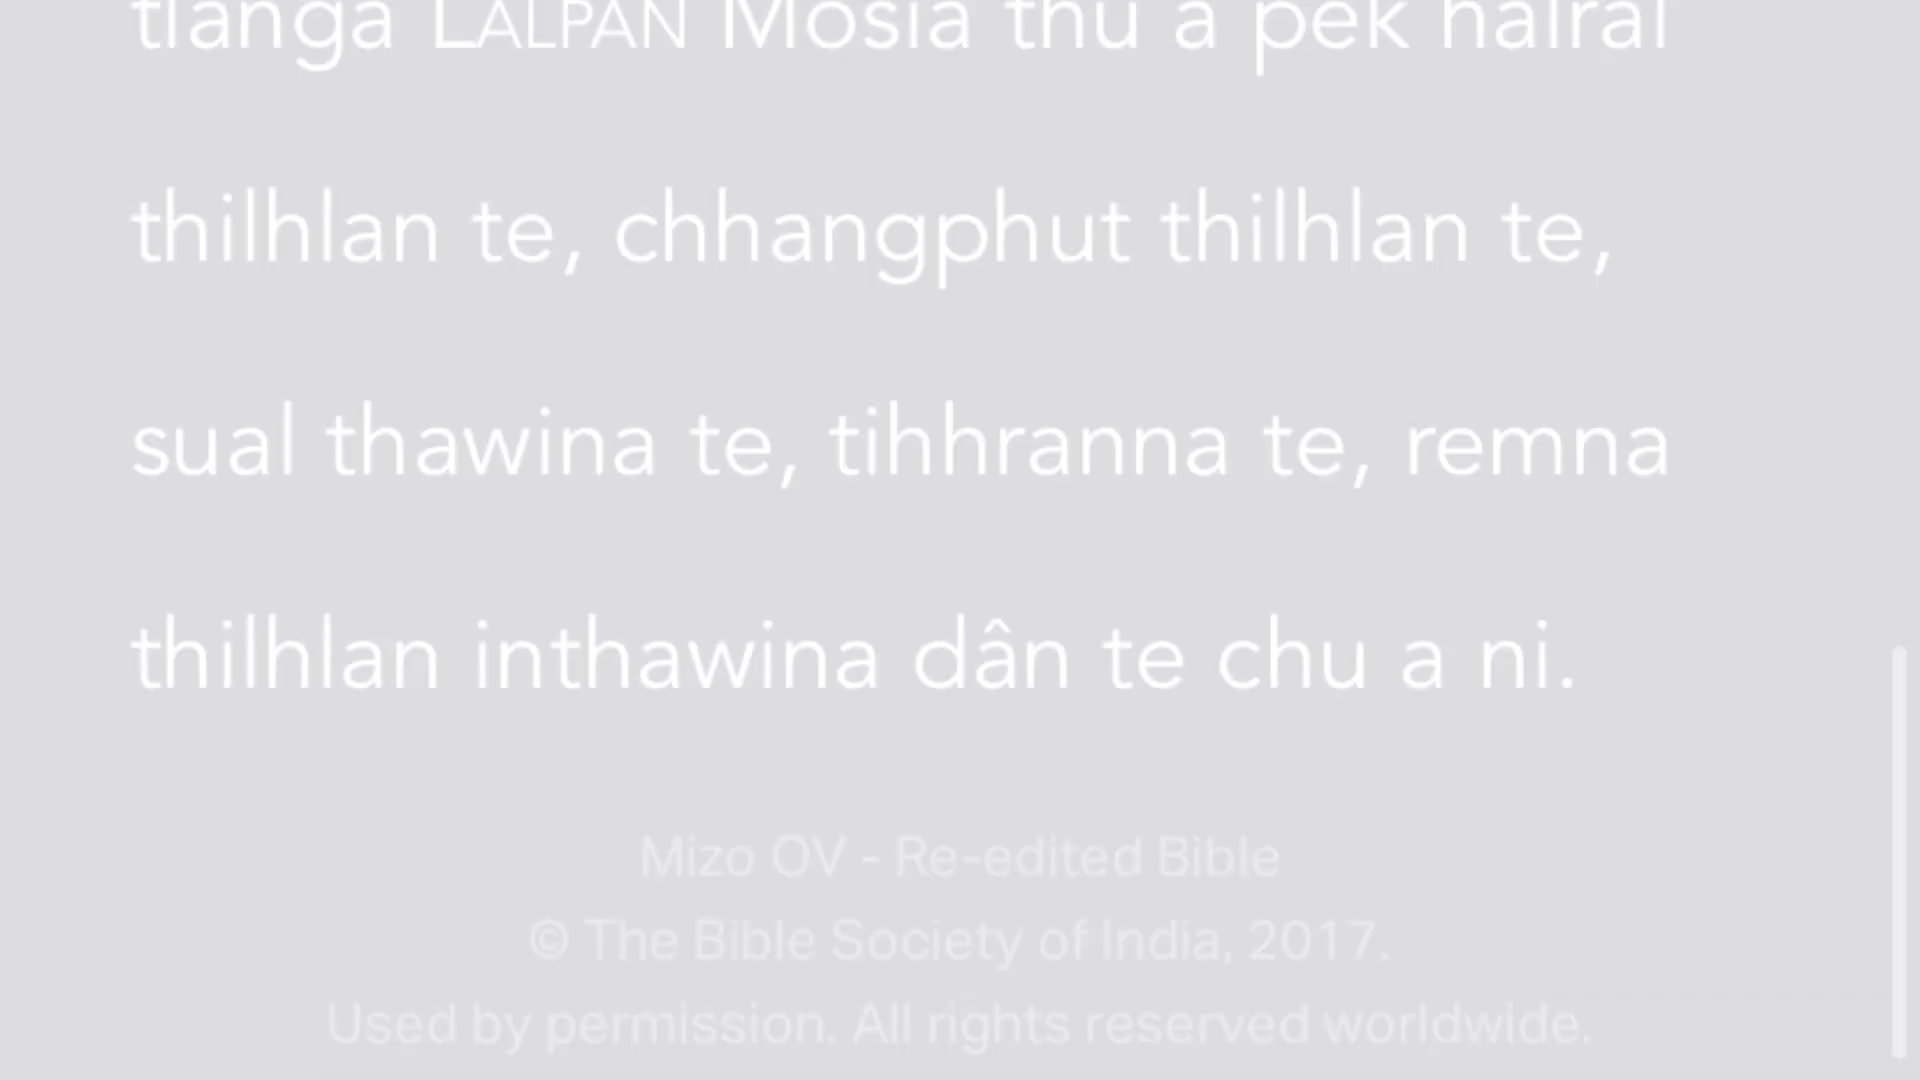 tlanga LALPAN Mosia thu a pek halral
thilhlan te, chhangphut thilhlan te,
sual thawina te, tihhranna te, remna
thilhlan inthawina dân te chu a ni.
Mizo OV - Re-edited Bible
© The Bible Society of India, 2017.
Used by permission. All rights reserved worldwide.